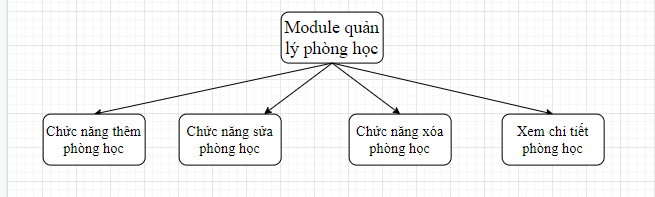 Module quản
lý phòng học
Chức năng thêm
phòng học
Chức năng sửa
phòng học
Chức năng xóa
phòng học
Xem chi tiết
phòng học